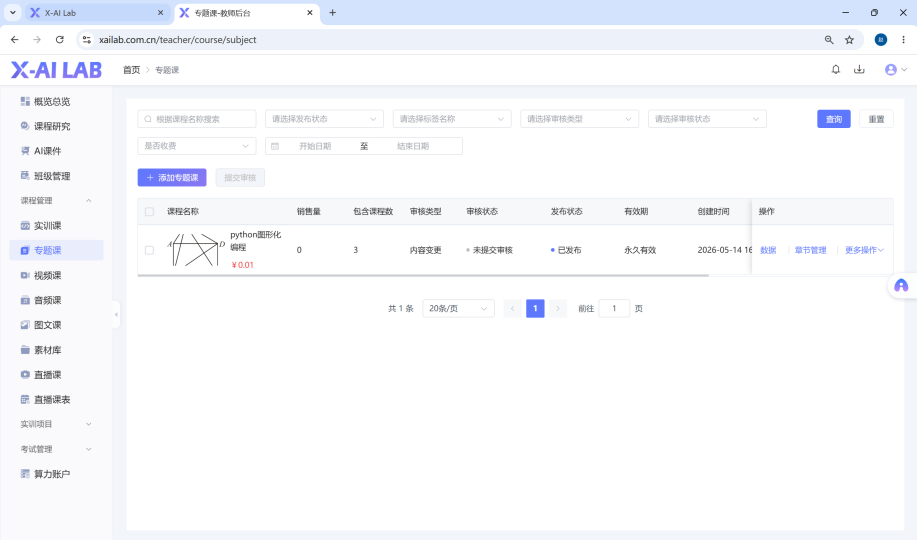 X-AI Lab
专题课-教师后台
xailab.com.cn/teacher/course/subject
X-AI LAB
首页
专题课
概览总览
课程研究
AI课件
班级管理
课程管理
实训课
专题课
视频课
音频课
图文课
素材库
直播课
直播课表
实训项目
考试管理
算力账户
根据课程名称搜索
请选择发布状态
请选择标签名称
请选择审核类型
请选择审核状态
查询
重置
是否收费
开始日期 至 结束日期
添加专题课
提交审核
课程名称 销售量 包含课程数 审核类型 审核状态 发布状态 有效期 创建时间 操作
A D
python图形化
编程
¥0.01
0 3 内容变更 未提交审核 已发布 永久有效 2026-05-14 16 数据 章节管理 更多操作
共 1 条 20条/页 1 前往 1 页